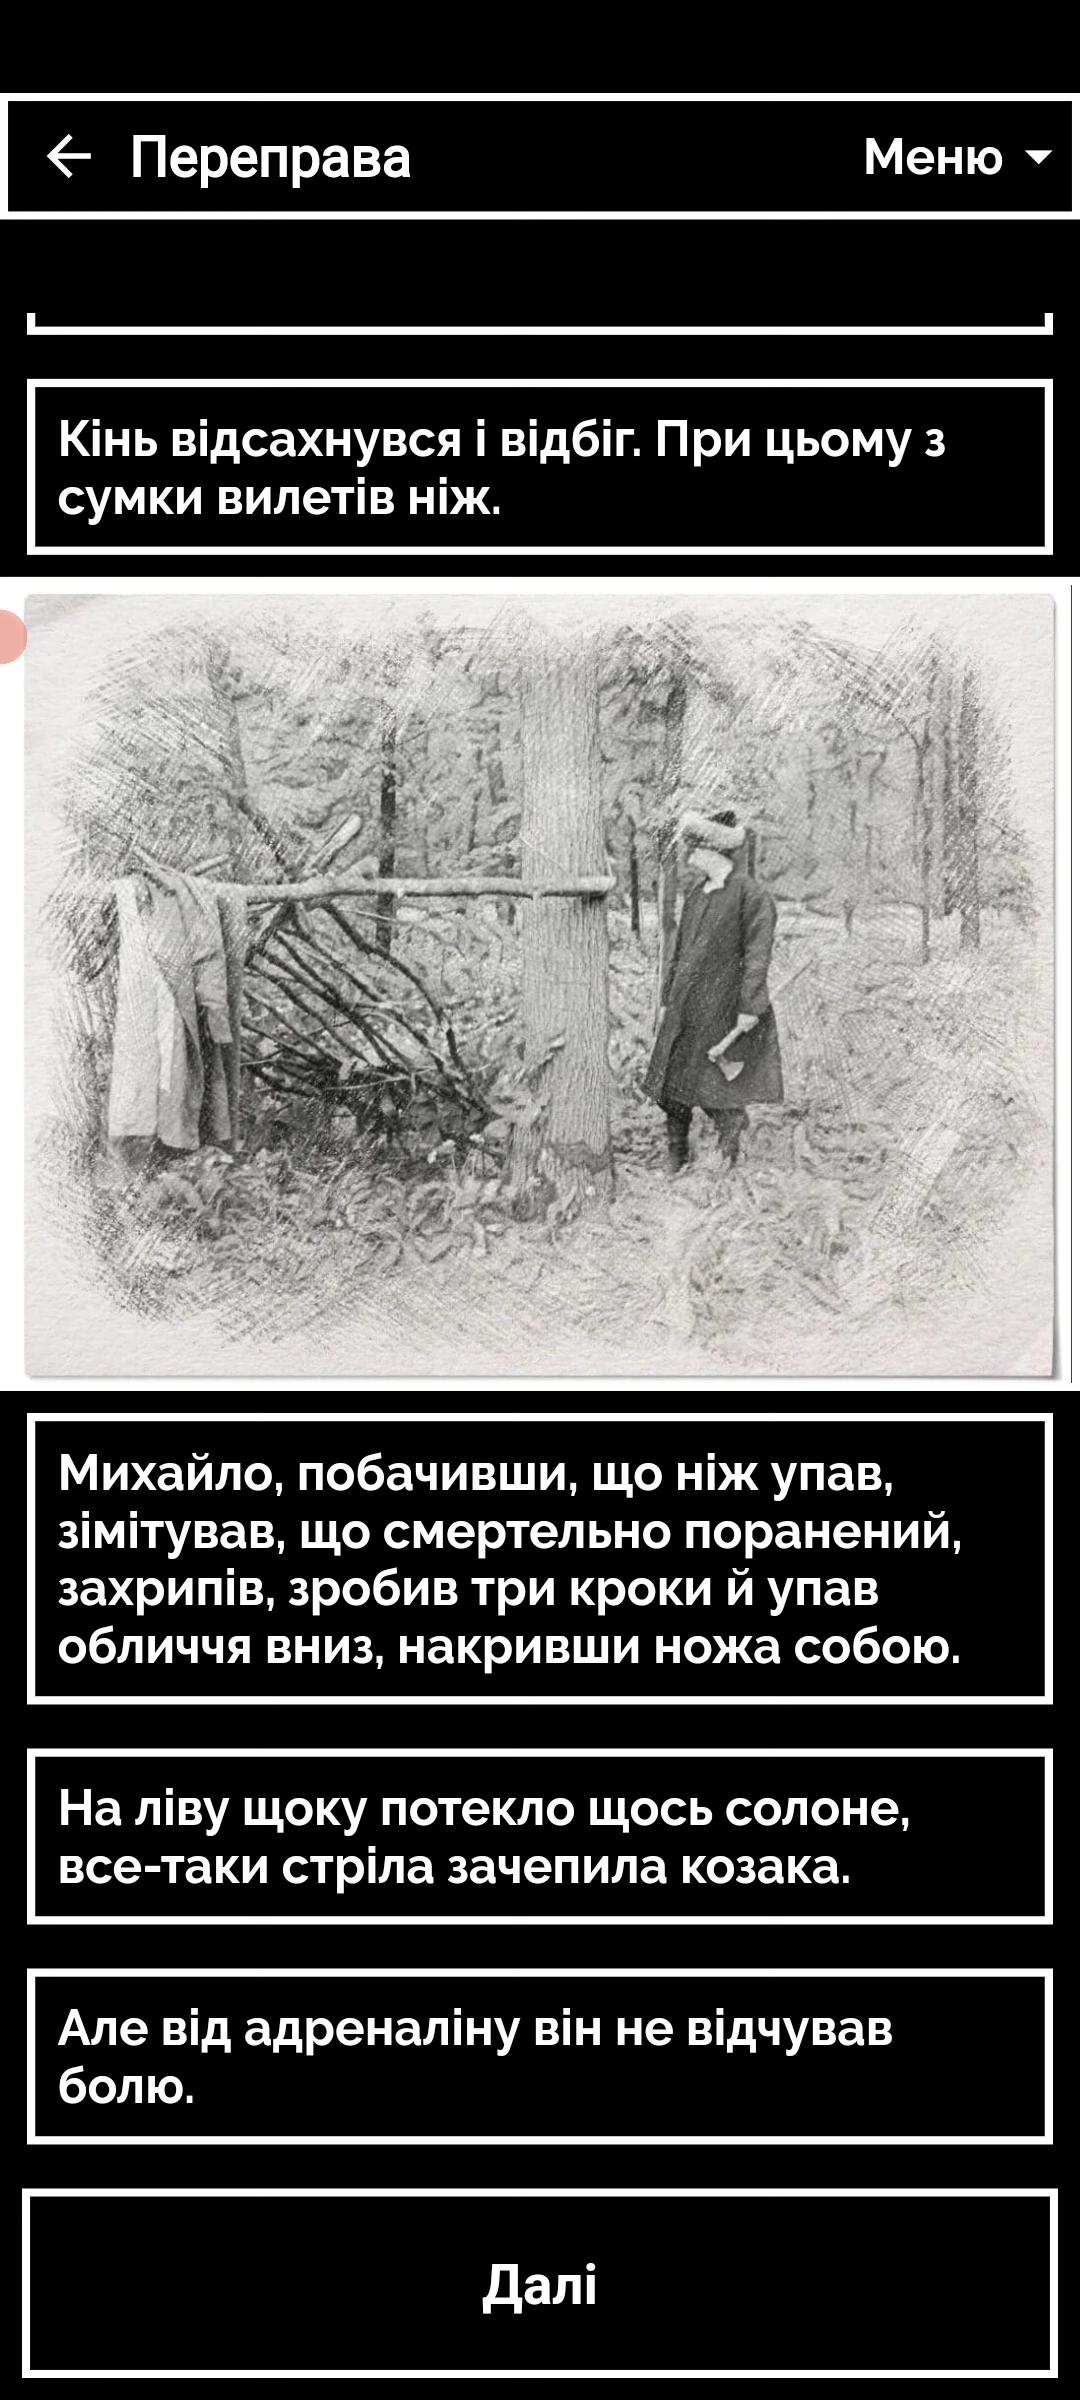 Переправа
Меню
Кінь відсахнувся і відбіг. При цьому з
сумки вилетів ніж.
Михайло, побачивши, що ніж упав,
зімітував, що смертельно поранений,
захрипів, зробив три кроки й упав
обличчя вниз, накривши ножа собою.
На ліву щоку потекло щось солоне,
все-таки стріла зачепила козака.
Але від адреналіну він не відчував
болю.
Далі